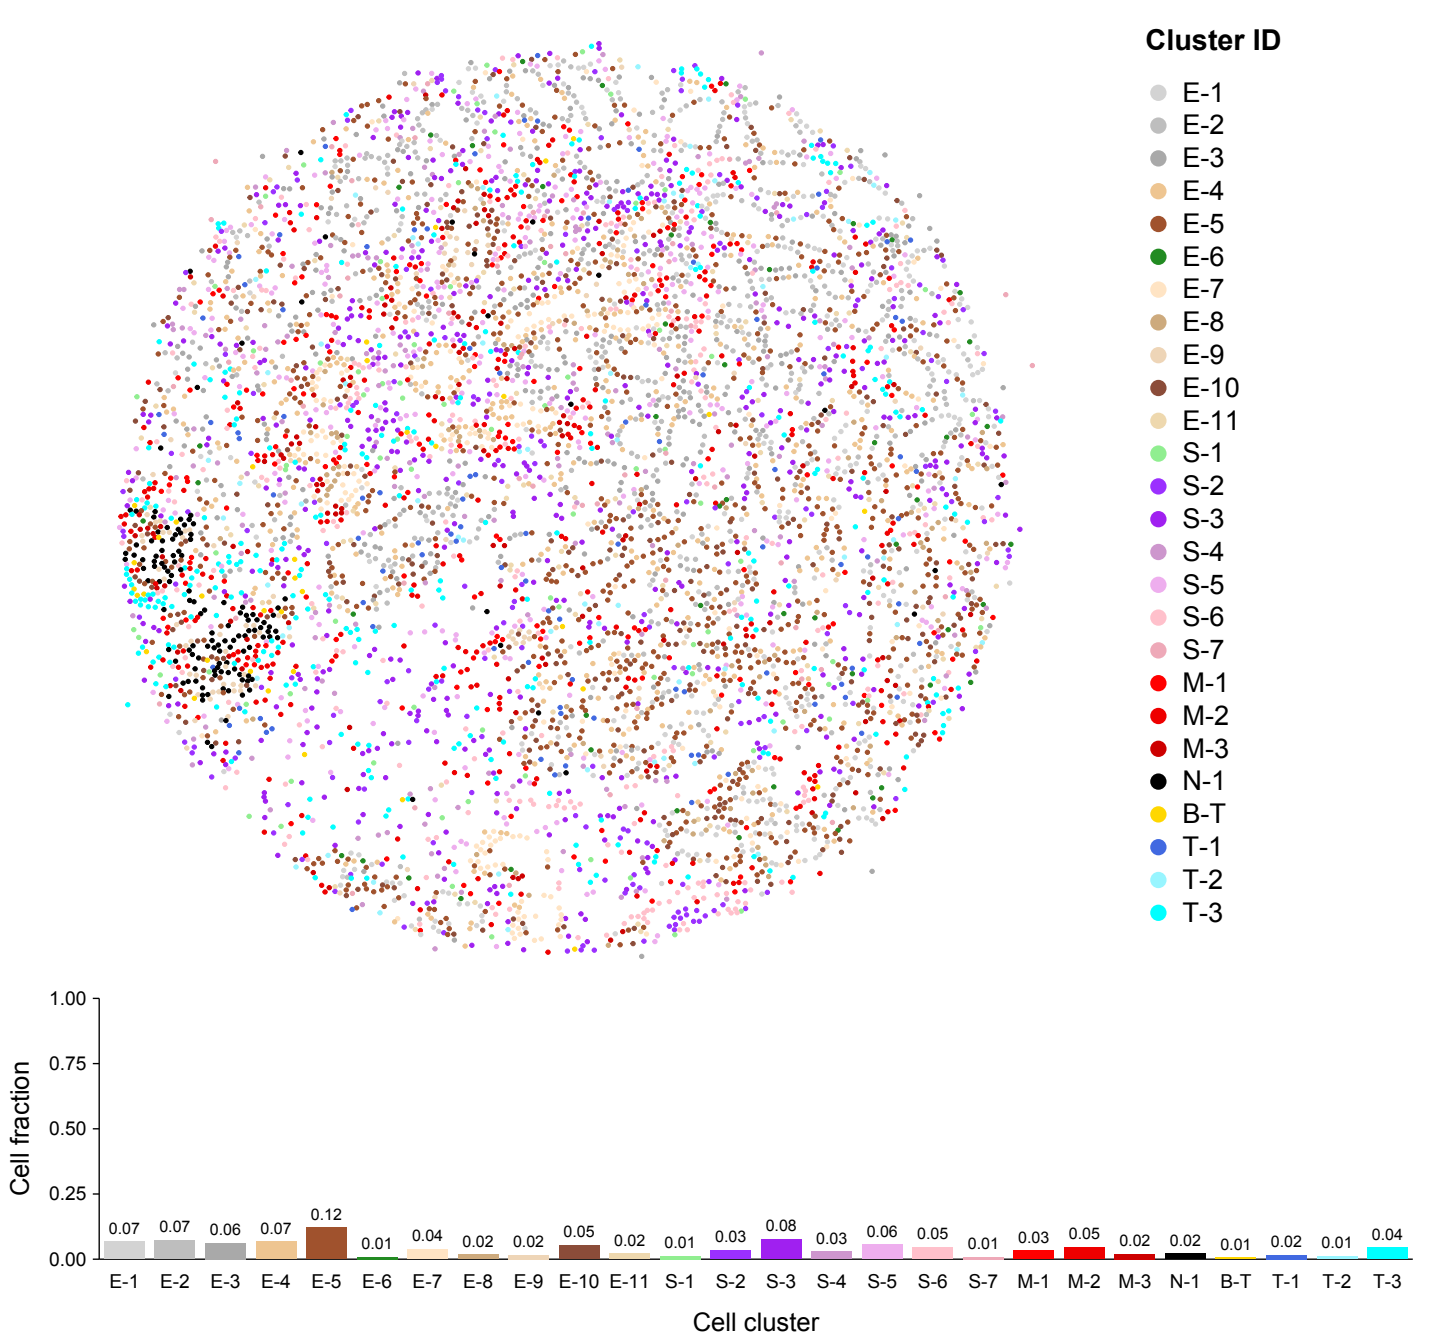 Cluster ID
E-1
E-2
E-3
E-4
E-5
E-6
E-7
E-8
E-9
E-10
E-11
S-1
S-2
S-3
S-4
S-5
S-6
S-7
M-1
M-2
M-3
N-1
B-T
T-1
T-2
T-3
1.00
0.75
0.50
0.25
0.00
Cell fraction
0.07 0.07 0.06 0.07 0.12 0.01 0.04 0.02 0.02 0.05 0.02 0.01 0.03 0.08 0.03 0.06 0.05 0.01 0.03 0.05 0.02 0.02 0.01 0.02 0.01 0.04
E-1 E-2 E-3 E-4 E-5 E-6 E-7 E-8 E-9 E-10 E-11 S-1 S-2 S-3 S-4 S-5 S-6 S-7 M-1 M-2 M-3 N-1 B-T T-1 T-2 T-3
Cell cluster